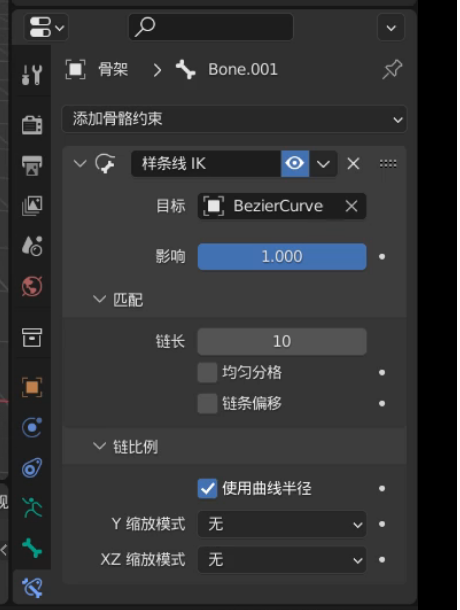 骨架 > Bone.001
添加骨骼约束
样条线 IK
目标 BezierCurve
影响 1.000
匹配
链长 10
均匀分格
链条偏移
链比例
使用曲线半径
Y 缩放模式 无
XZ 缩放模式 无